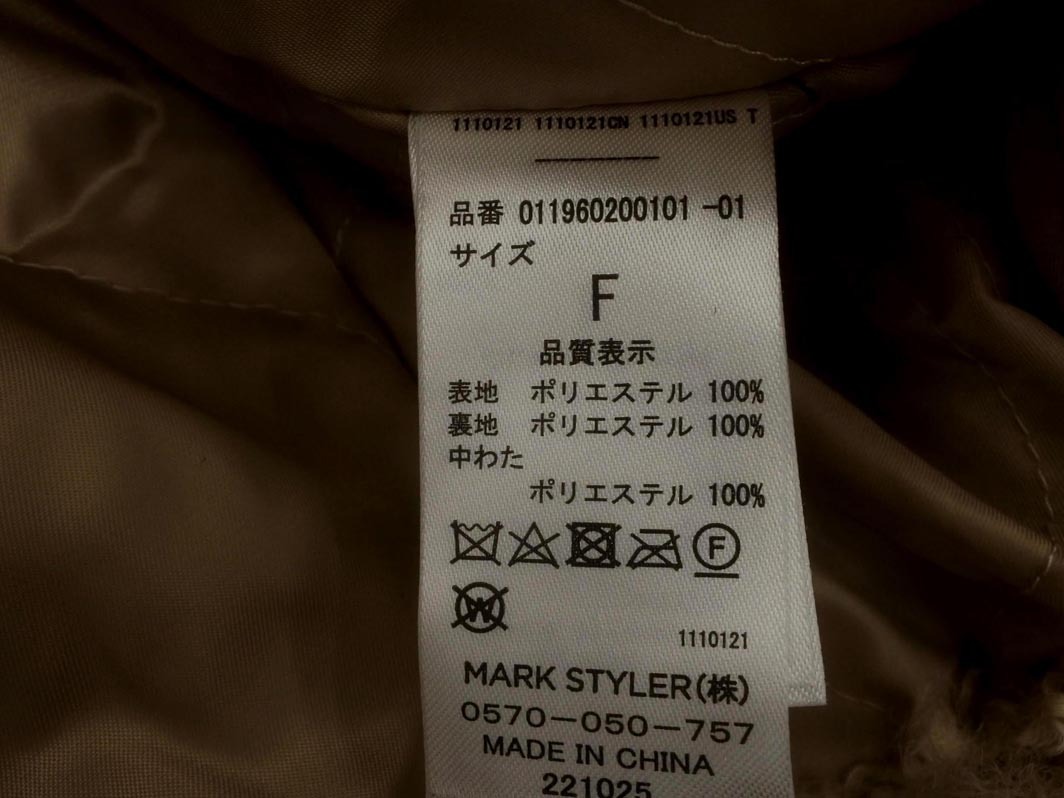 1110121 1110121CN 1110121US T
品番 011960200101 -01
サイズ
F
品質表示
表地 ポリエステル 100%
裏地 ポリエステル 100%
中わた
ポリエステル 100%
F
W
1110121
MARK STYLER(株)
0570-050-757
MADE IN CHINA
221025